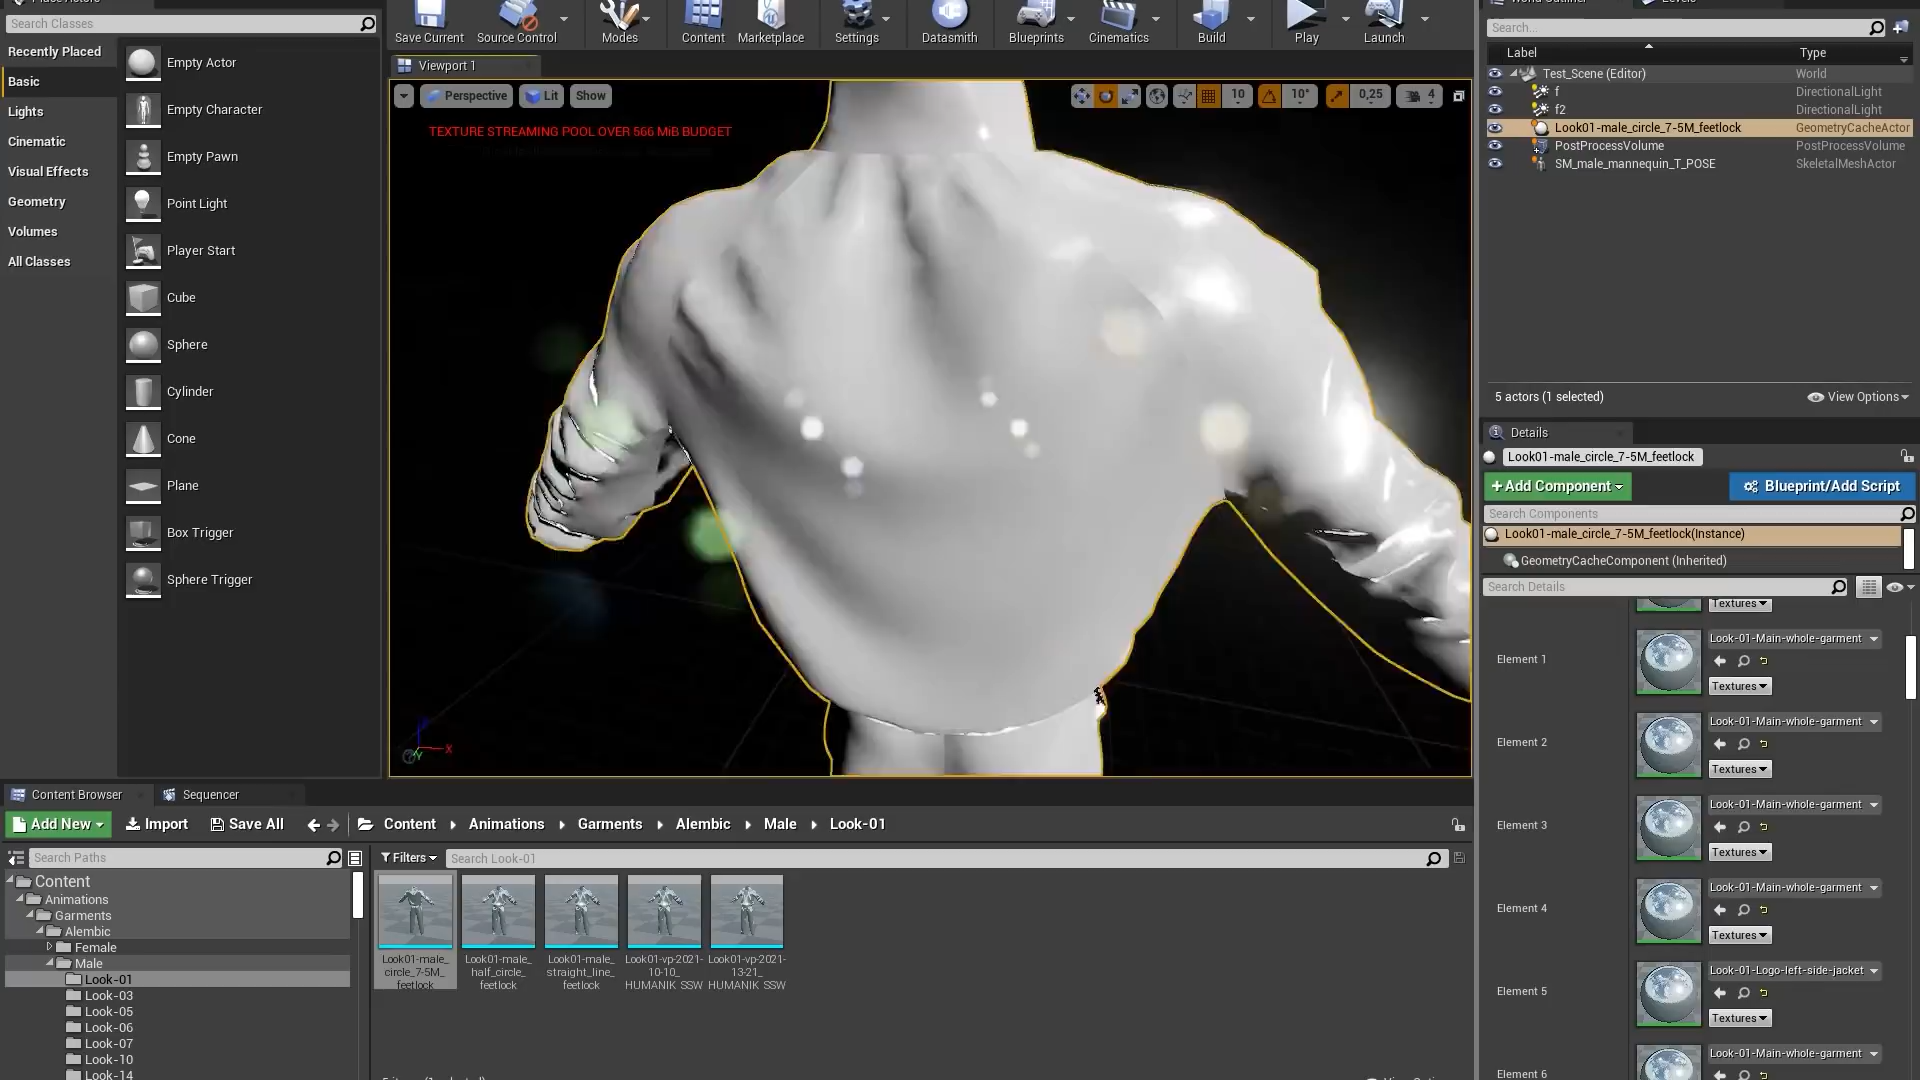 Search Classes
Recently Placed
Basic
Lights
Cinematic
Visual Effects
Geometry
Volumes
All Classes
Empty Actor
Empty Character
Empty Pawn
Point Light
Player Start
Cube
Sphere
Cylinder
Cone
Plane
Box Trigger
Sphere Trigger
Save Current
Source Control
Modes
Content
Marketplace
Settings
Datasmith
Blueprints
Cinematics
Build
Play
Launch
Viewport 1
Perspective
Lit
Show
10
10°
0,25
4
TEXTURE STREAMING POOL OVER 566 MiB BUDGET
X
Y
Search...
Label
Type
Test_Scene (Editor)
World
f
DirectionalLight
f2
DirectionalLight
Look01-male_circle_7-5M_feetlock
GeometryCacheActor
PostProcessVolume
PostProcessVolume
SM_male_mannequin_T_POSE
SkeletalMeshActor
5 actors (1 selected)
View Options
Details
Look01-male_circle_7-5M_feetlock
+Add Component
Blueprint/Add Script
Search Components
Look01-male_circle_7-5M_feetlock(Instance)
GeometryCacheComponent (Inherited)
Search Details
Textures
Element 1
Look-01-Main-whole-garment
Textures
Element 2
Look-01-Main-whole-garment
Textures
Element 3
Look-01-Main-whole-garment
Textures
Element 4
Look-01-Main-whole-garment
Textures
Element 5
Look-01-Logo-left-side-jacket
Textures
Element 6
Look-01-Main-whole-garment
Content Browser
Sequencer
Add New
Import
Save All
Content
Animations
Garments
Alembic
Male
Look-01
Search Paths
Filters
Search Look-01
Content
Animations
Garments
Alembic
Female
Male
Look-01
Look-03
Look-05
Look-06
Look-07
Look-10
Look-14
Look01-male_
circle_7-5M_
feetlock
Look01-male_
half_circle_
feetlock
Look01-male_
straight_line_
feetlock
Look01-vp-2021-
10-10_
HUMANIK_SSW
Look01-vp-2021-
13-21_
HUMANIK_SSW